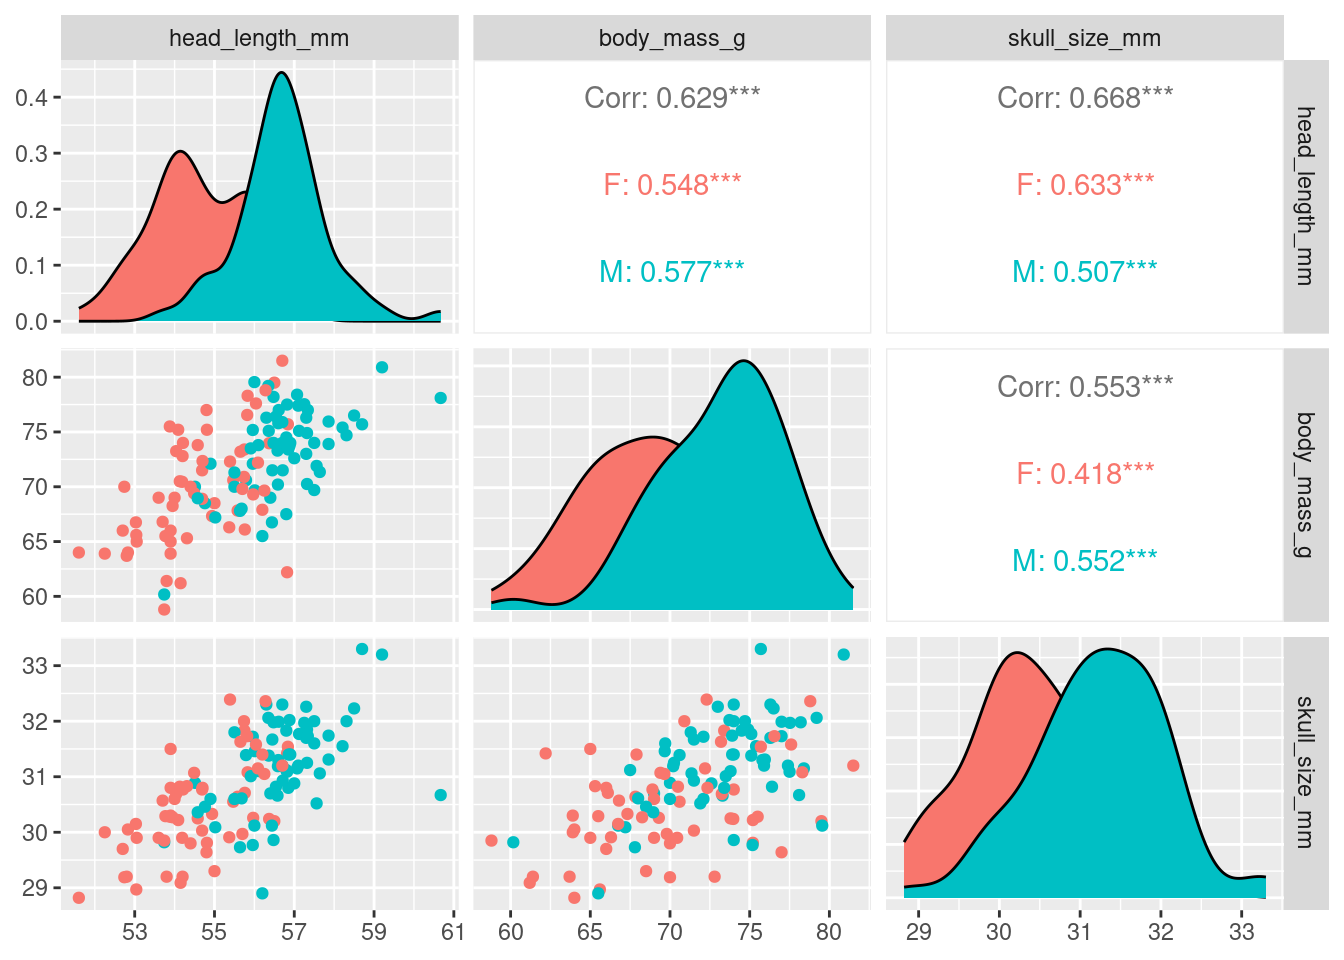 head_length_mm body_mass_g skull_size_mm
0.4
0.3
0.2
0.1
0.0
Corr: 0.629***
F: 0.548***
M: 0.577***
Corr: 0.668***
F: 0.633***
M: 0.507***
head_length_mm
80
75
70
65
60
Corr: 0.553***
F: 0.418***
M: 0.552***
body_mass_g
33
32
31
30
29
skull_size_mm
53 55 57 59 61
60 65 70 75 80
29 30 31 32 33